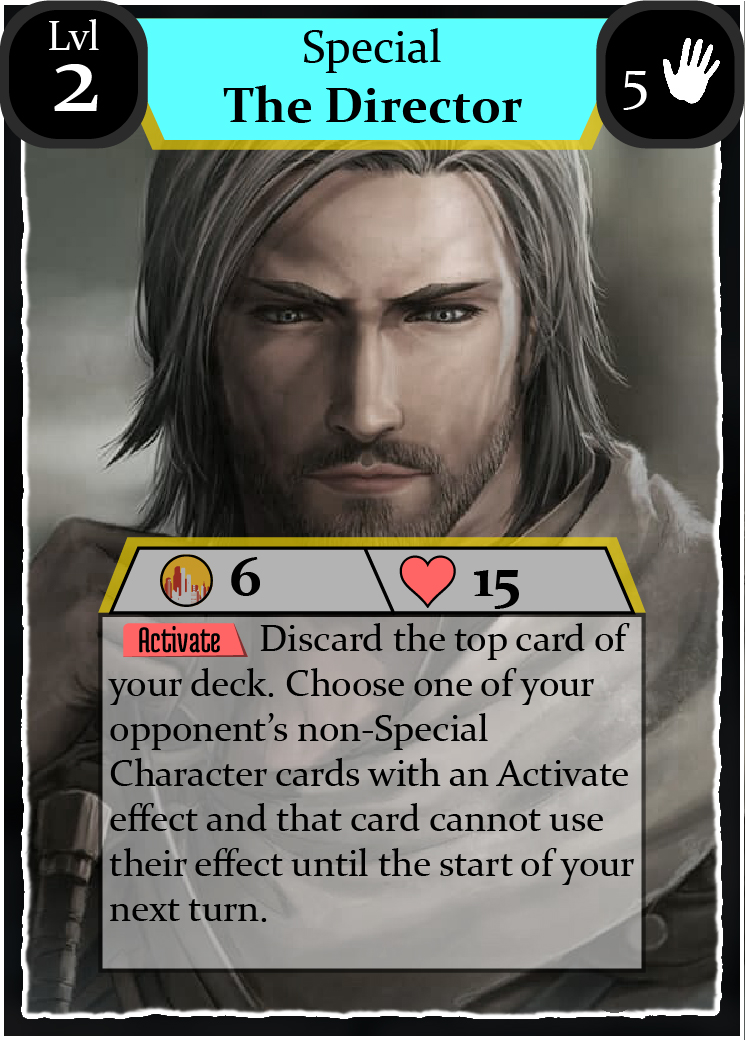 Lvl
2
Special
The Director
5
6
15
Activate Discard the top card of
your deck. Choose one of your
opponent’s non-Special
Character cards with an Activate
effect and that card cannot use
their effect until the start of your
next turn.